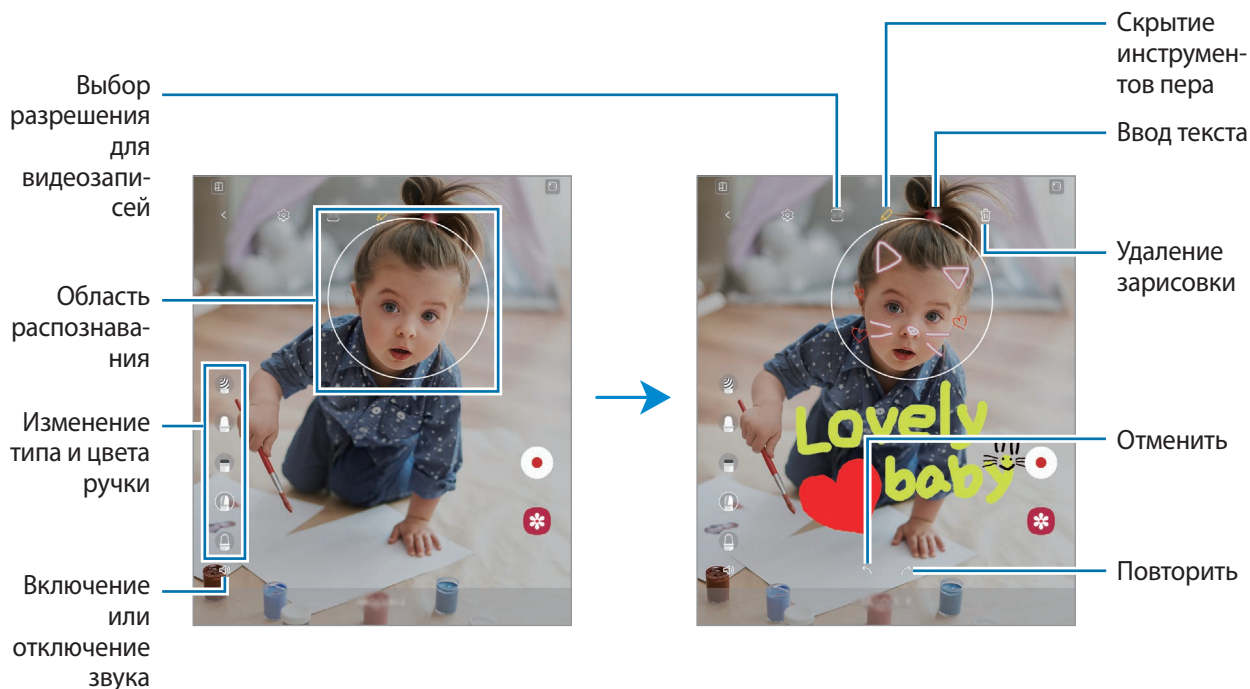 Выбор
разрешения
для
видеозапи-
сей
Область
распознава-
ния
Изменение
типа и цвета
ручки
Включение
или
отключение
звука
Скрытие
инструмен-
тов пера
Ввод текста
Удаление
зарисовки
Отменить
Повторить
Lovely
baby